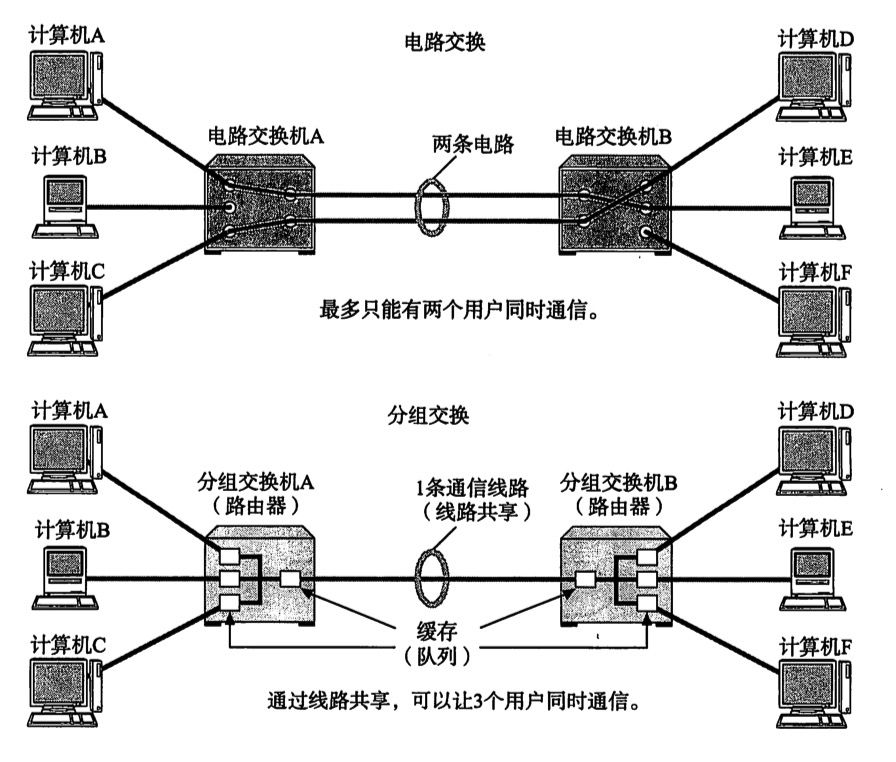 计算机A
电路交换
计算机D
电路交换机A
两条电路
电路交换机B
计算机B
计算机E
计算机C
计算机F
最多只能有两个用户同时通信。
计算机A
分组交换
计算机D
分组交换机A
（路由器）
1条通信线路
（线路共享）
分组交换机B
（路由器）
计算机B
计算机E
缓存
（队列）
计算机C
计算机F
通过线路共享，可以让3个用户同时通信。